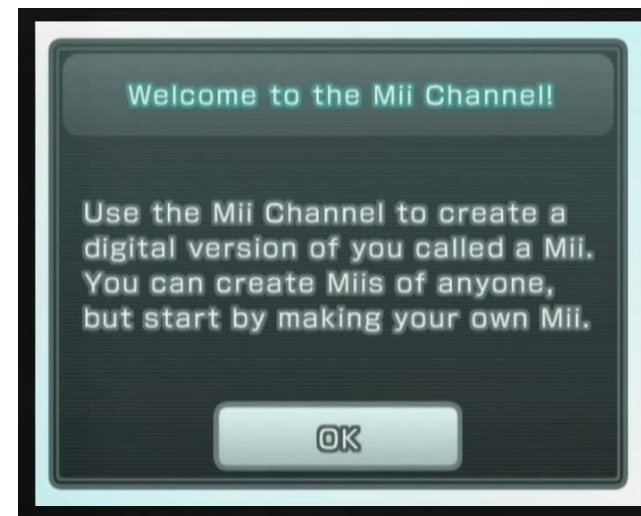 Welcome to the Mii Channel!
Use the Mii Channel to create a
digital version of you called a Mii.
You can create Miis of anyone,
but start by making your own Mii.
OK